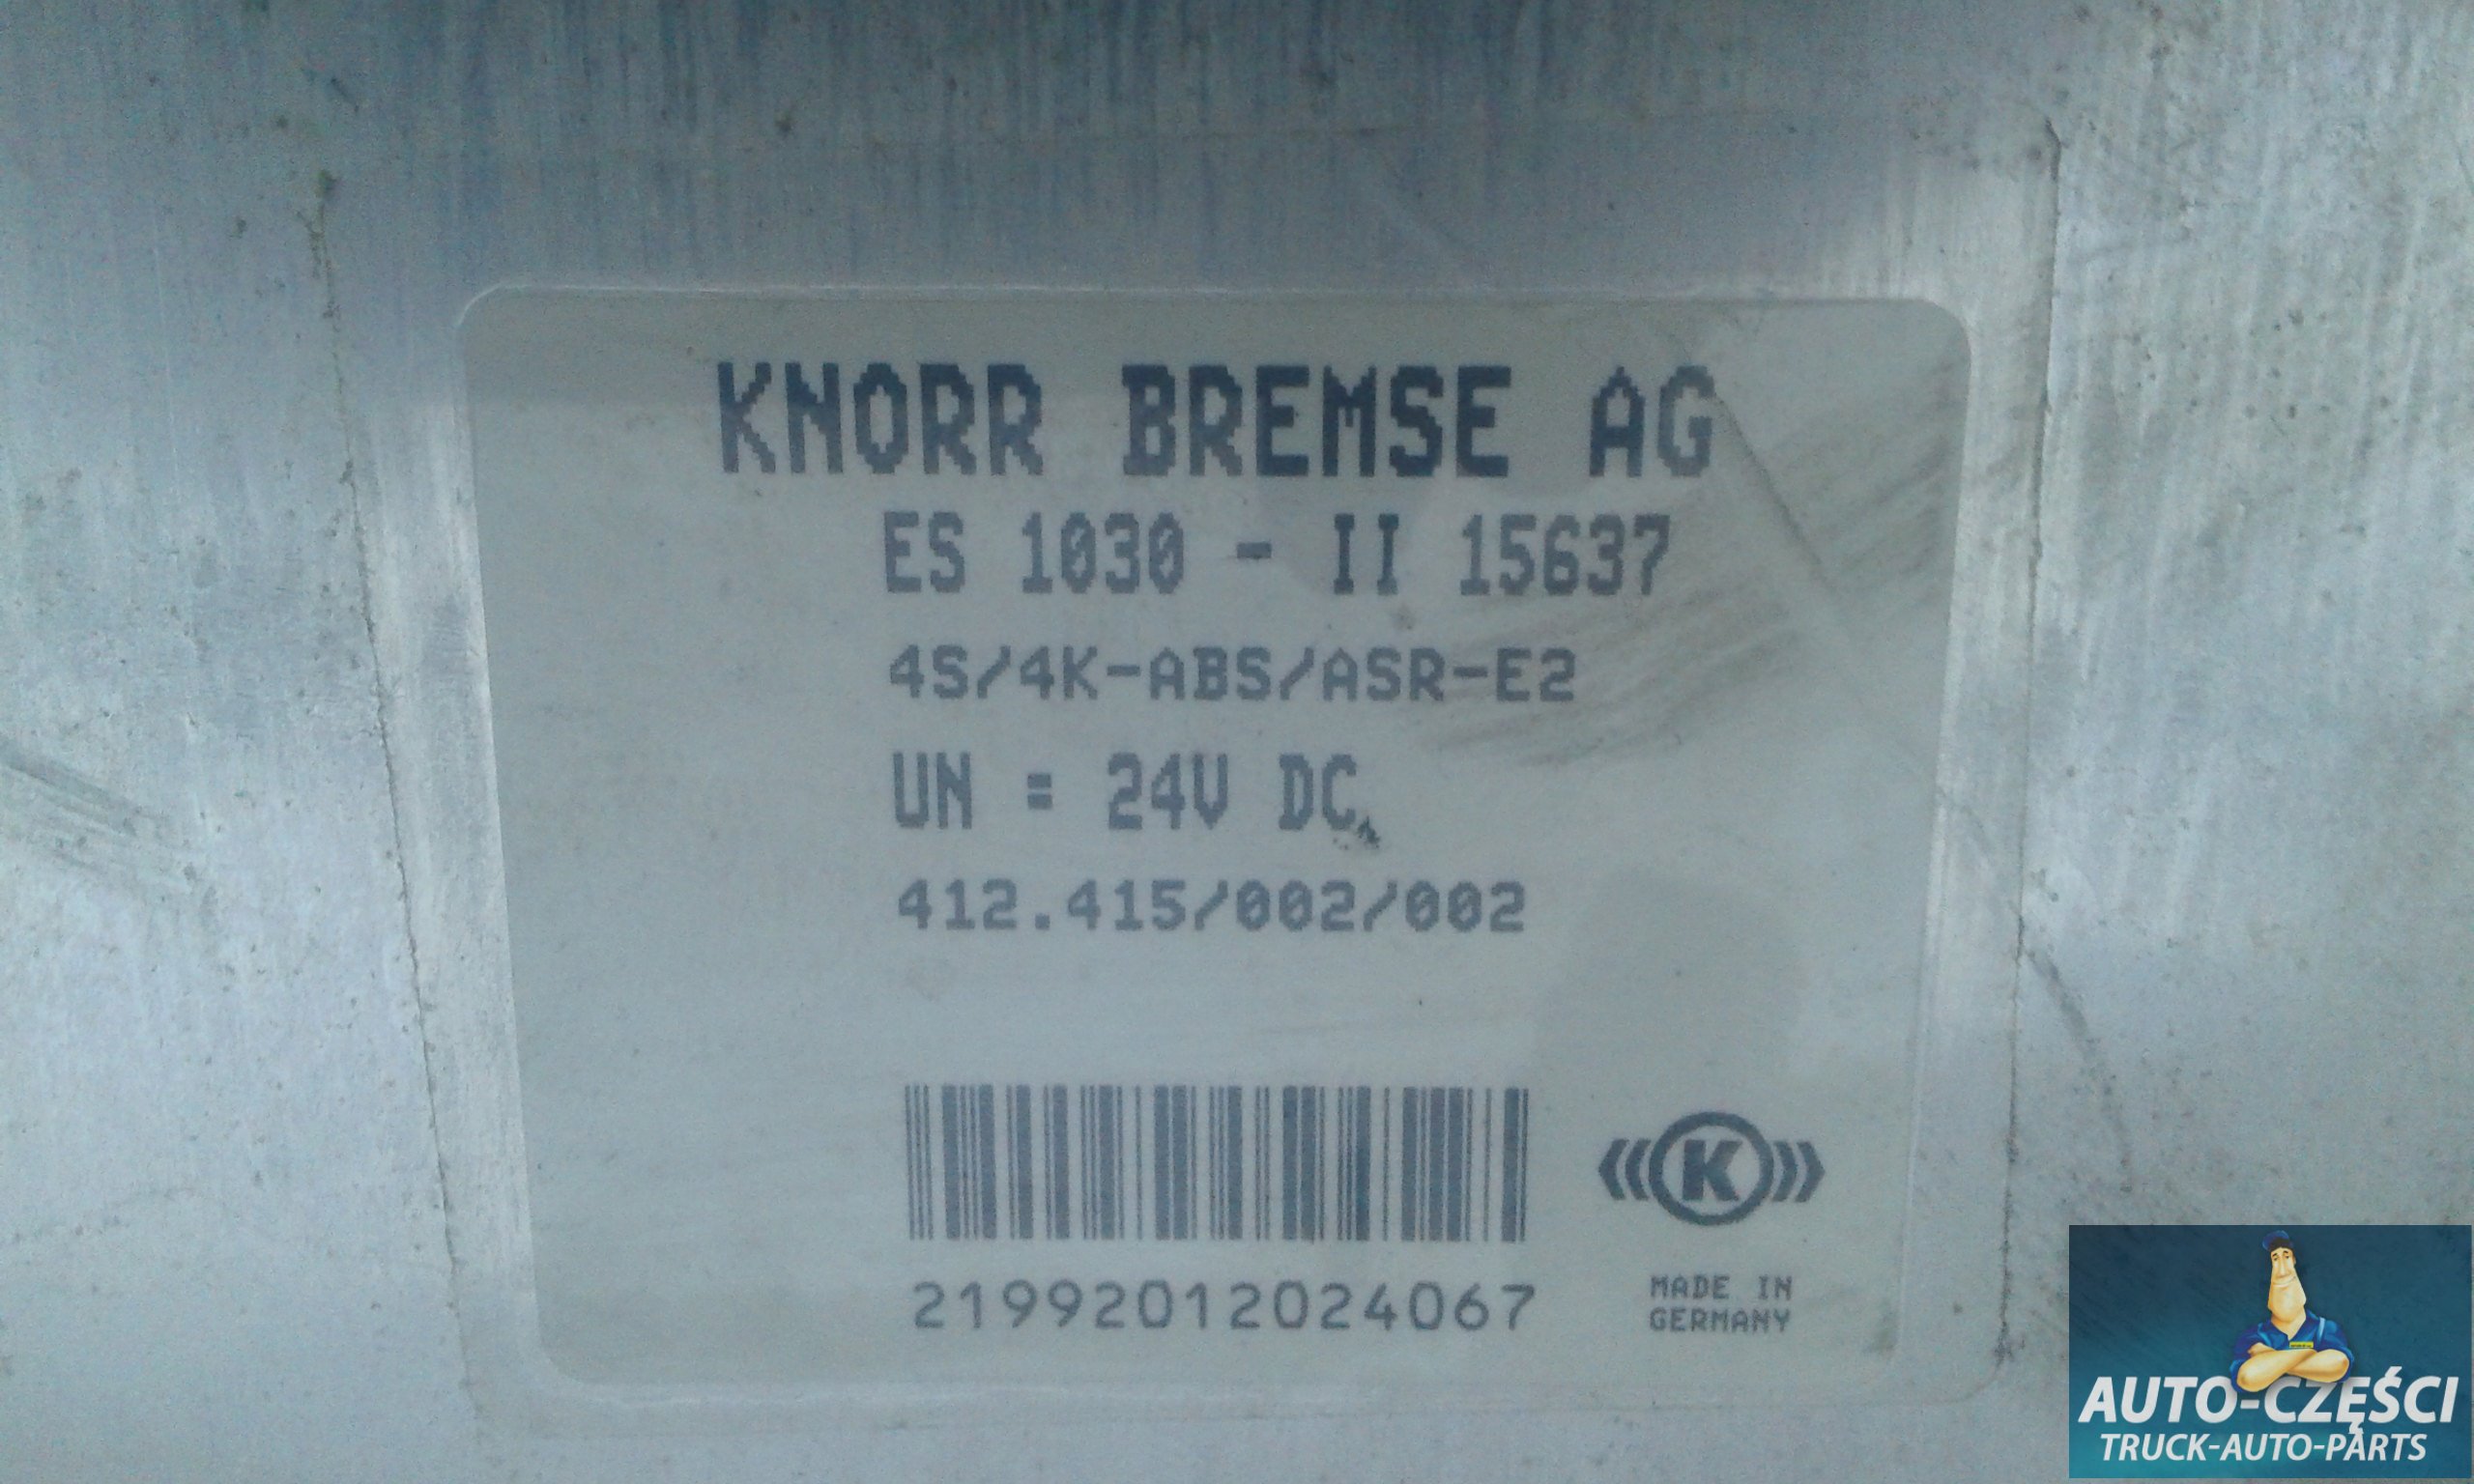 KNORR BREMSE AG
ES 1030 - II 15637
4S/4K-ABS/ASR-E2
UN = 24V DC
412.415/002/002
K
21992012024067
MADE IN
GERMANY
AUTO-CZĘŚCI
TRUCK-AUTO-PARTS